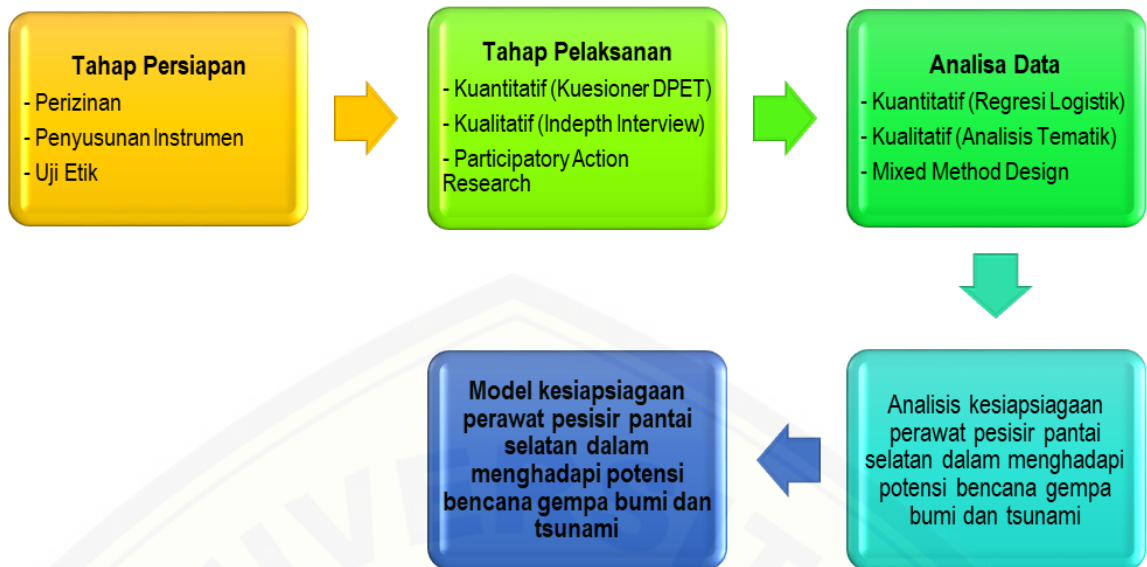 Tahap Persiapan
- Perizinan
- Penyusunan Instrumen
- Uji Etik
Tahap Pelaksanan
- Kuantitatif (Kuesioner DPET)
- Kualitatif (Indepth Interview)
- Participatory Action
Research
Analisa Data
- Kuantitatif (Regresi Logistik)
- Kualitatif (Analisis Tematik)
- Mixed Method Design
Analisis kesiapsiagaan
perawat pesisir pantai
selatan dalam menghadapi
potensi bencana gempa
bumi dan tsunami
Model kesiapsiagaan
perawat pesisir pantai
selatan dalam
menghadapi potensi
bencana gempa bumi dan
tsunami